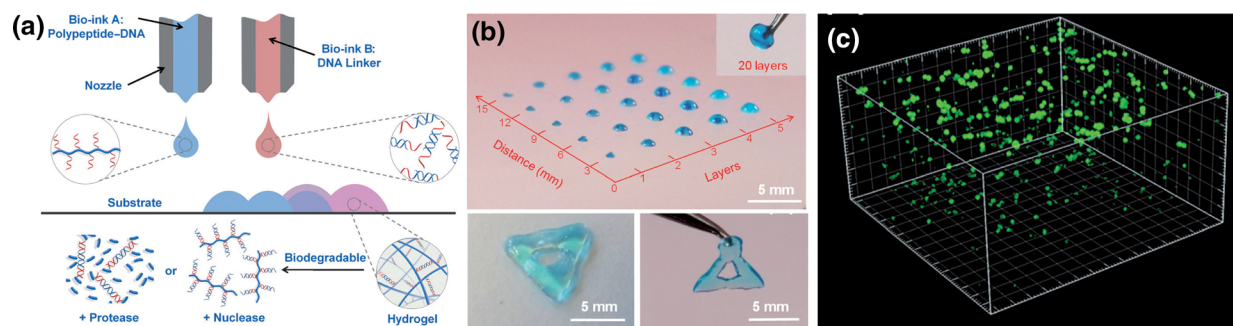 (a)
Bio-ink A:
Polypeptide–DNA
Bio-ink B:
DNA Linker
Nozzle
Substrate
Biodegradable
or
+ Protease
+ Nuclease
Hydrogel
(b)
20 layers
15
12
9
6
3
0
Distance (mm)
1
2
3
4
5
Layers
5 mm
5 mm
5 mm
(c)